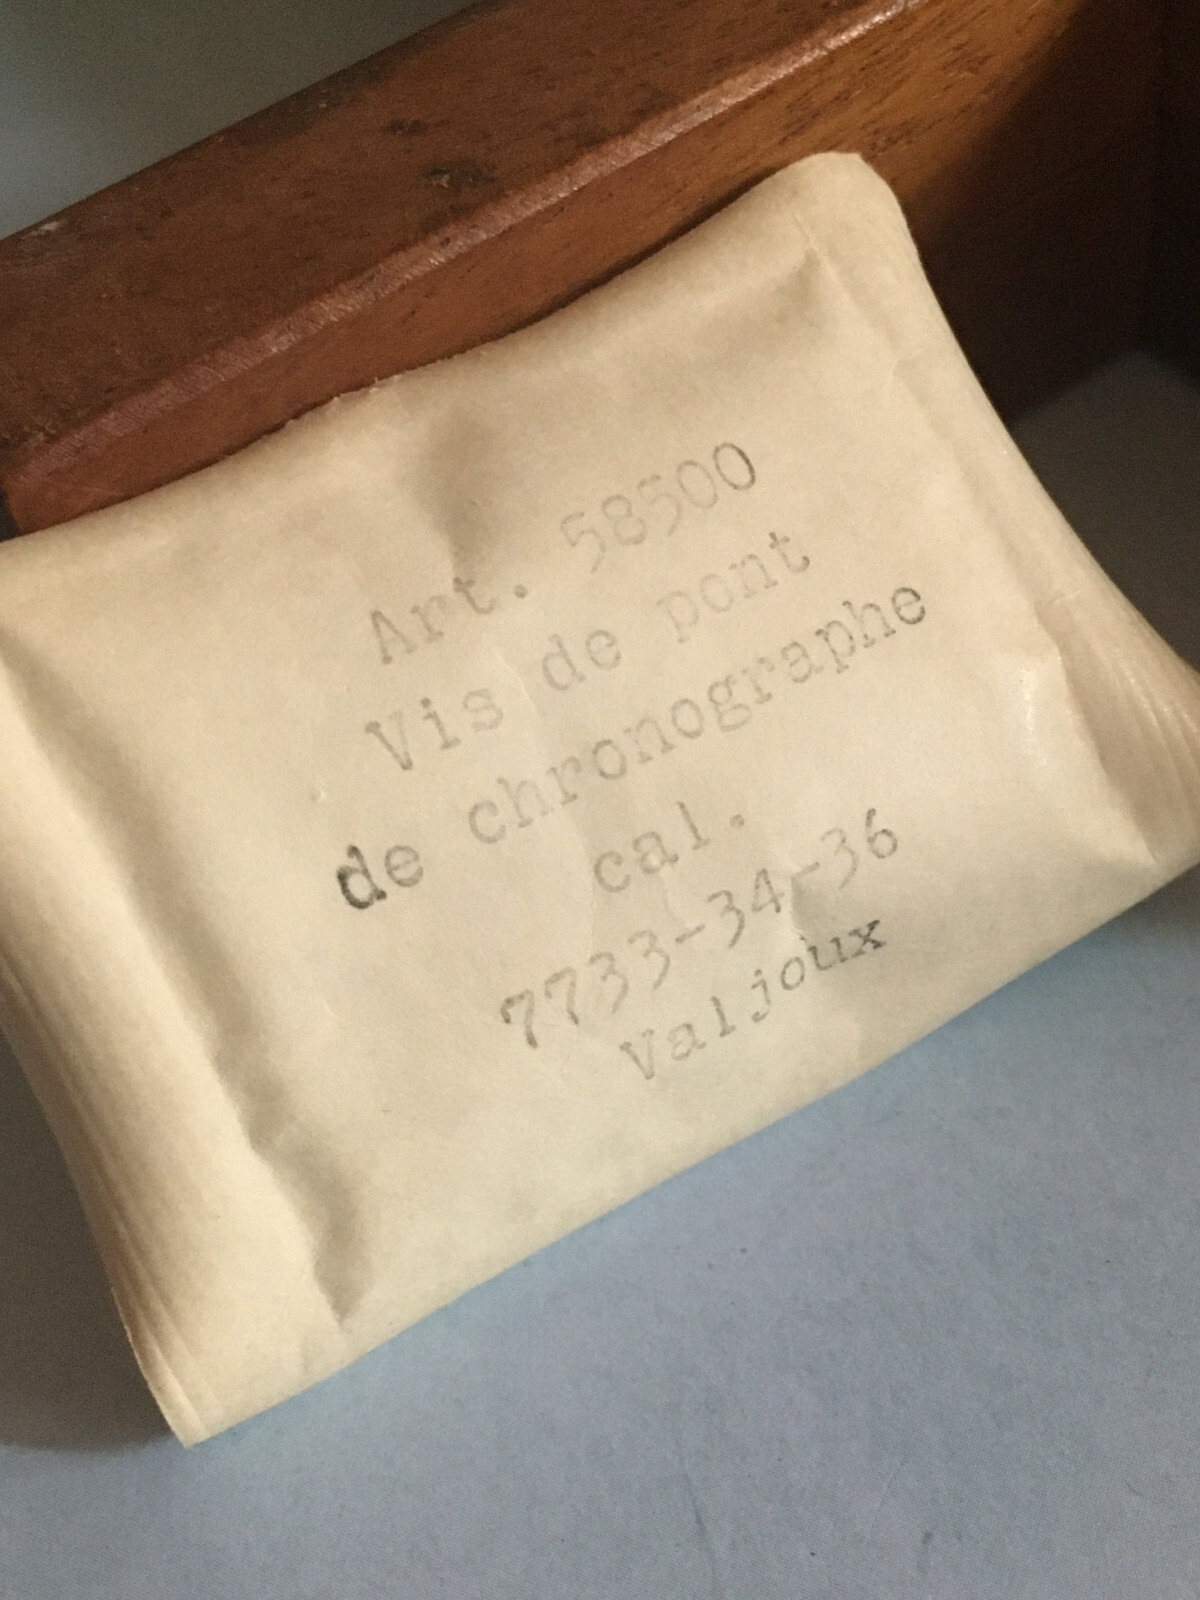 Art. 58500
Vis de pont
de chronographe
cal.
7733-34-36
Valjoux